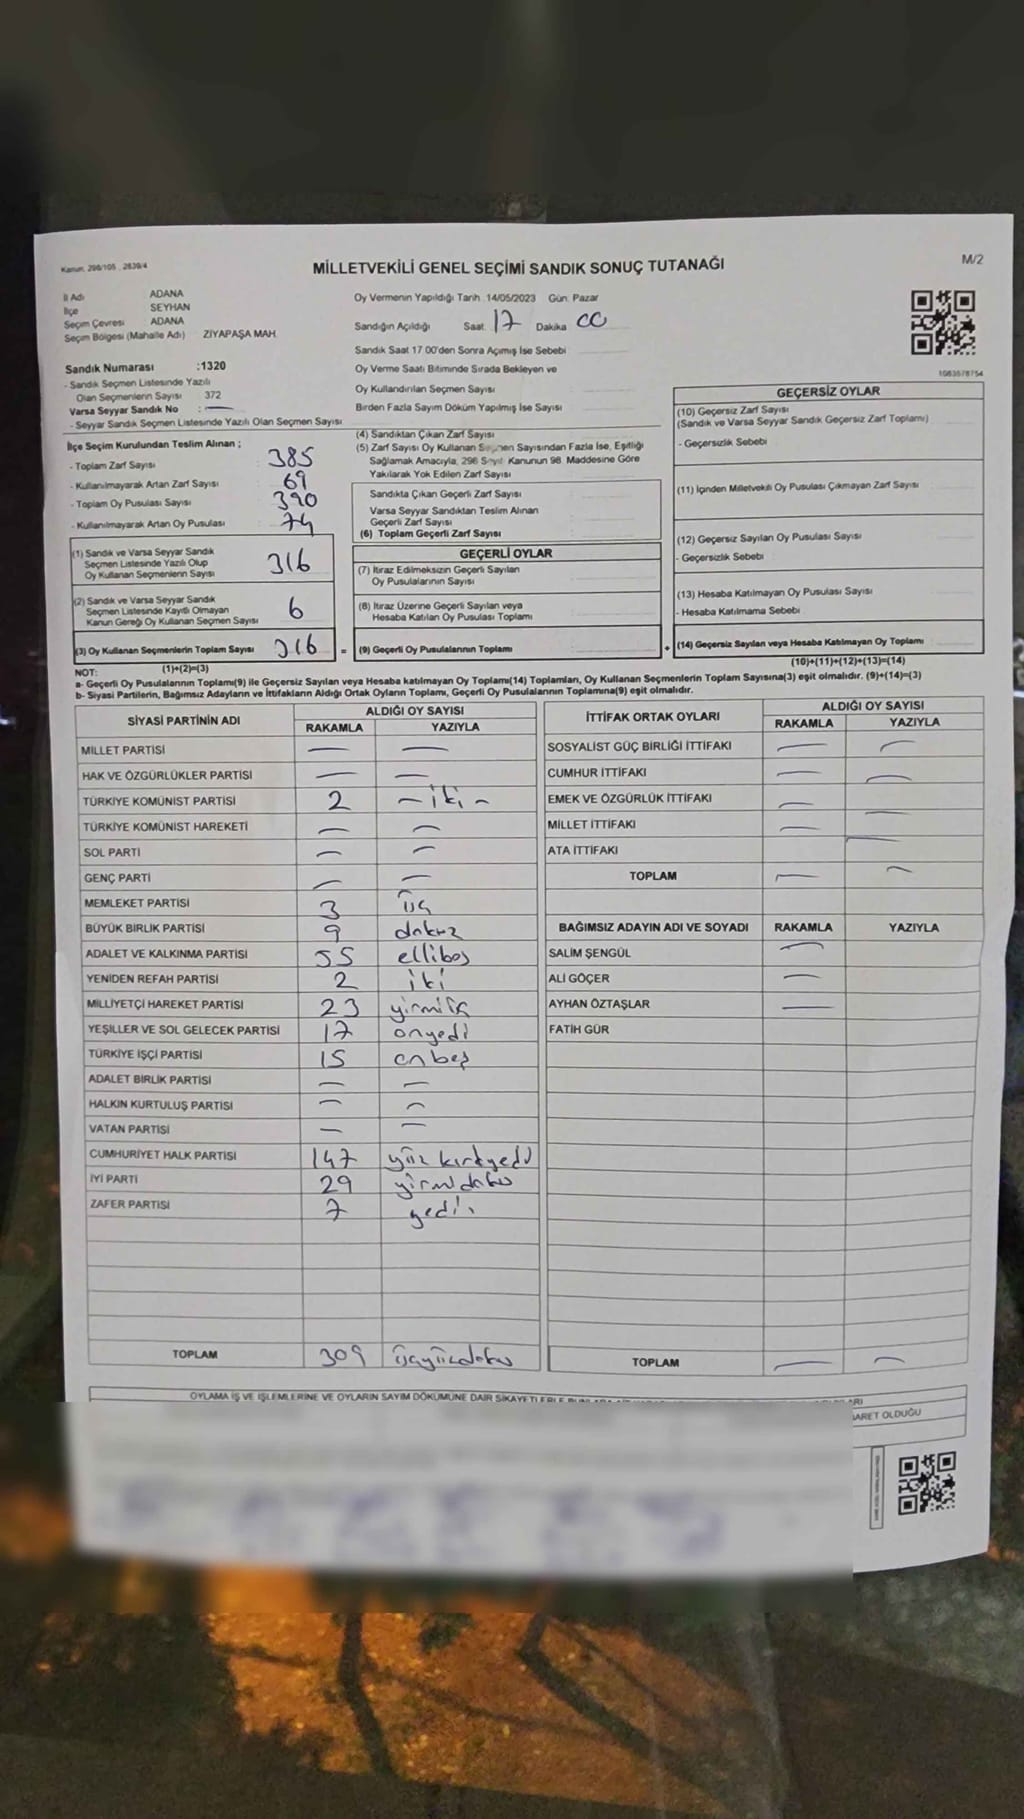 Kanun: 298/105 , 2839/4
MİLLETVEKİLİ GENEL SEÇİMİ SANDIK SONUÇ TUTANAĞI
M/2
İl Adı ADANA
İlçe SEYHAN
Seçim Çevresi ADANA
Seçim Bölgesi (Mahalle Adı) ZİYAPAŞA MAH.
Sandık Numarası :1320
- Sandık Seçmen Listesinde Yazılı
Olan Seçmenlerin Sayısı : 372
Varsa Seyyar Sandık No : —
- Seyyar Sandık Seçmen Listesinde Yazılı Olan Seçmen Sayısı
İlçe Seçim Kurulundan Teslim Alınan ;
- Toplam Zarf Sayısı : 385
- Kullanılmayarak Artan Zarf Sayısı : 69
- Toplam Oy Pusulası Sayısı : 390
- Kullanılmayarak Artan Oy Pusulası : 74
(1) Sandık ve Varsa Seyyar Sandık
Seçmen Listesinde Yazılı Olup
Oy Kullanan Seçmenlerin Sayısı 316
(2) Sandık ve Varsa Seyyar Sandık
Seçmen Listesinde Kayıtlı Olmayan
Kanun Gereği Oy Kullanan Seçmen Sayısı 6
(3) Oy Kullanan Seçmenlerin Toplam Sayısı 316 =
(1)+(2)=(3)
Oy Vermenin Yapıldığı Tarih :14/05/2023 Gün: Pazar
Sandığın Açıldığı Saat: 17 Dakika 00
Sandık Saat 17:00'den Sonra Açımış İse Sebebi
Oy Verme Saati Bitiminde Sırada Bekleyen ve
Oy Kullandırılan Seçmen Sayısı
Birden Fazla Sayım Döküm Yapılmış İse Sayısı
(4) Sandıktan Çıkan Zarf Sayısı
(5) Zarf Sayısı Oy Kullanan Seçmen Sayısından Fazla İse, Eşitliği
Sağlamak Amacıyla, 298 Sayılı Kanunun 98. Maddesine Göre
Yakılarak Yok Edilen Zarf Sayısı
Sandıkta Çıkan Geçerli Zarf Sayısı
Varsa Seyyar Sandıktan Teslim Alınan
Geçerli Zarf Sayısı
(6) Toplam Geçerli Zarf Sayısı
GEÇERLİ OYLAR
(7) İtiraz Edilmeksizin Geçerli Sayılan
Oy Pusulalarının Sayısı
(8) İtiraz Üzerine Geçerli Sayılan veya
Hesaba Katılan Oy Pusulası Toplamı
(9) Geçerli Oy Pusulalarının Toplamı +
1063578754
GEÇERSİZ OYLAR
(10) Geçersiz Zarf Sayısı
(Sandık ve Varsa Seyyar Sandık Geçersiz Zarf Toplamı)
- Geçersizlik Sebebi
(11) İçinden Milletvekili Oy Pusulası Çıkmayan Zarf Sayısı
(12) Geçersiz Sayılan Oy Pusulası Sayısı
- Geçersizlik Sebebi
(13) Hesaba Katılmayan Oy Pusulası Sayısı
- Hesaba Katılmama Sebebi
(14) Geçersiz Sayılan veya Hesaba Katılmayan Oy Toplamı
(10)+(11)+(12)+(13)=(14)
NOT:
a- Geçerli Oy Pusulalarının Toplamı(9) ile Geçersiz Sayılan veya Hesaba katılmayan Oy Toplamı(14) Toplamları, Oy Kullanan Seçmenlerin Toplam Sayısına(3) eşit olmalıdır. (9)+(14)=(3)
b- Siyasi Partilerin, Bağımsız Adayların ve İttifakların Aldığı Ortak Oyların Toplamı, Geçerli Oy Pusulalarının Toplamına(9) eşit olmalıdır.
SİYASİ PARTİNİN ADI ALDIĞI OY SAYISI
RAKAMLA YAZIYLA
MİLLET PARTİSİ — —
HAK VE ÖZGÜRLÜKLER PARTİSİ — —
TÜRKİYE KOMÜNİST PARTİSİ 2 – iki –
TÜRKİYE KOMÜNİST HAREKETİ — —
SOL PARTİ — —
GENÇ PARTİ — —
MEMLEKET PARTİSİ 3 üç
BÜYÜK BİRLİK PARTİSİ 9 dokuz
ADALET VE KALKINMA PARTİSİ 55 ellibeş
YENİDEN REFAH PARTİSİ 2 iki
MİLLİYETÇİ HAREKET PARTİSİ 23 yirmiüç
YEŞİLLER VE SOL GELECEK PARTİSİ 17 onyedi
TÜRKİYE İŞÇİ PARTİSİ 15 onbeş
ADALET BİRLİK PARTİSİ — —
HALKIN KURTULUŞ PARTİSİ — —
VATAN PARTİSİ — —
CUMHURİYET HALK PARTİSİ 147 yüz kırkyedi
İYİ PARTİ 29 yirmidokuz
ZAFER PARTİSİ 7 yedi
TOPLAM 309 üçyüzdokuz
İTTİFAK ORTAK OYLARI ALDIĞI OY SAYISI
RAKAMLA YAZIYLA
SOSYALİST GÜÇ BİRLİĞİ İTTİFAKI — —
CUMHUR İTTİFAKI — —
EMEK VE ÖZGÜRLÜK İTTİFAKI — —
MİLLET İTTİFAKI — —
ATA İTTİFAKI
TOPLAM — —
BAĞIMSIZ ADAYIN ADI VE SOYADI RAKAMLA YAZIYLA
SALİM ŞENGÜL —
ALİ GÖÇER —
AYHAN ÖZTAŞLAR —
FATİH GÜR
TOPLAM — —
OYLAMA İŞ VE İŞLEMLERİNE VE OYLARIN SAYIM DÖKÜMÜNE DAİR ŞİKAYETLERLE
İBARET OLDUĞU